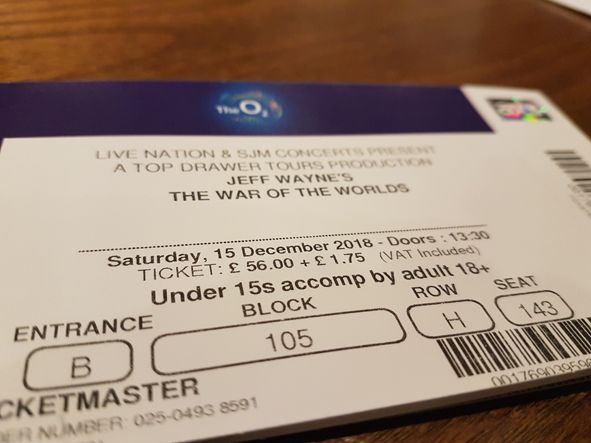 The O2
LIVE NATION & SJM CONCERTS PRESENT
A TOP DRAWER TOURS PRODUCTION
JEFF WAYNE'S
THE WAR OF THE WORLDS
Saturday, 15 December 2018 - Doors : 13:30
TICKET: £ 56.00 + £ 1.75 (VAT Included)
Under 15s accomp by adult 18+
ENTRANCE BLOCK ROW SEAT
B 105 H 143
CKETMASTER
DER NUMBER: 025-0493 8591